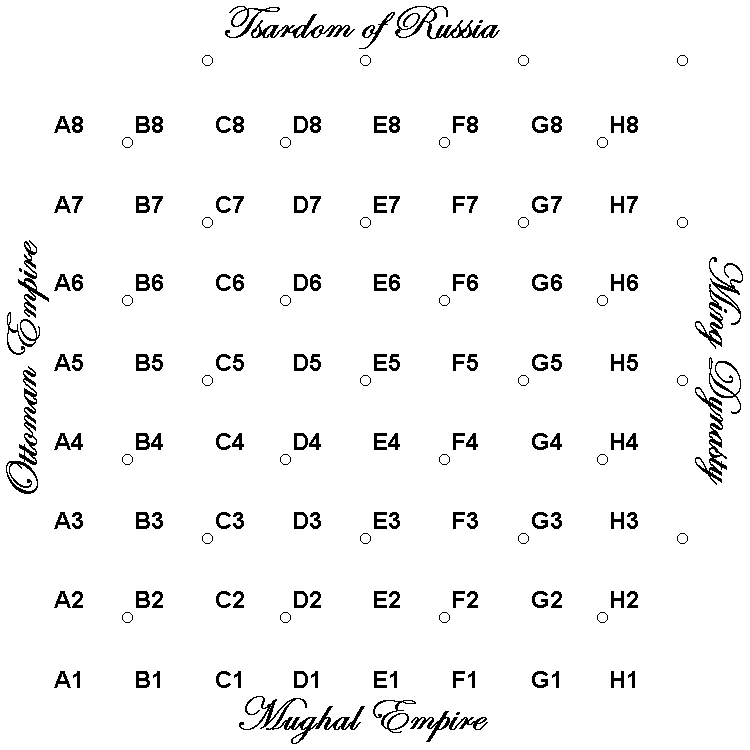 Tsardom of Russia
A8 B8 C8 D8 E8 F8 G8 H8
A7 B7 C7 D7 E7 F7 G7 H7
A6 B6 C6 D6 E6 F6 G6 H6
A5 B5 C5 D5 E5 F5 G5 H5
A4 B4 C4 D4 E4 F4 G4 H4
A3 B3 C3 D3 E3 F3 G3 H3
A2 B2 C2 D2 E2 F2 G2 H2
A1 B1 C1 D1 E1 F1 G1 H1
Ottoman Empire
Ming Dynasty
Mughal Empire